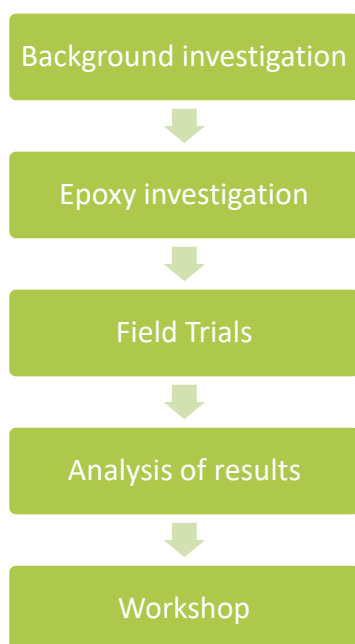 Background investigation
Epoxy investigation
Field Trials
Analysis of results
Workshop